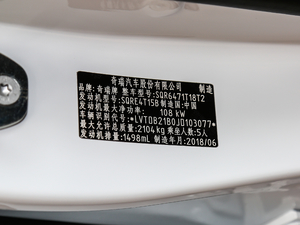 奇瑞汽车股份有限公司 制造
品牌:奇瑞牌 整车型号:SQR6471T18T2
发动机型号:SQRE4T15B 制造国:中国
发动机最大净功率: 108 kW
车辆识别代号:*LVTDB21B0JD103077*
最大允许总质量:2104kg 乘坐人数:5人
发动机排量:1498mL 制造年月:2018/06